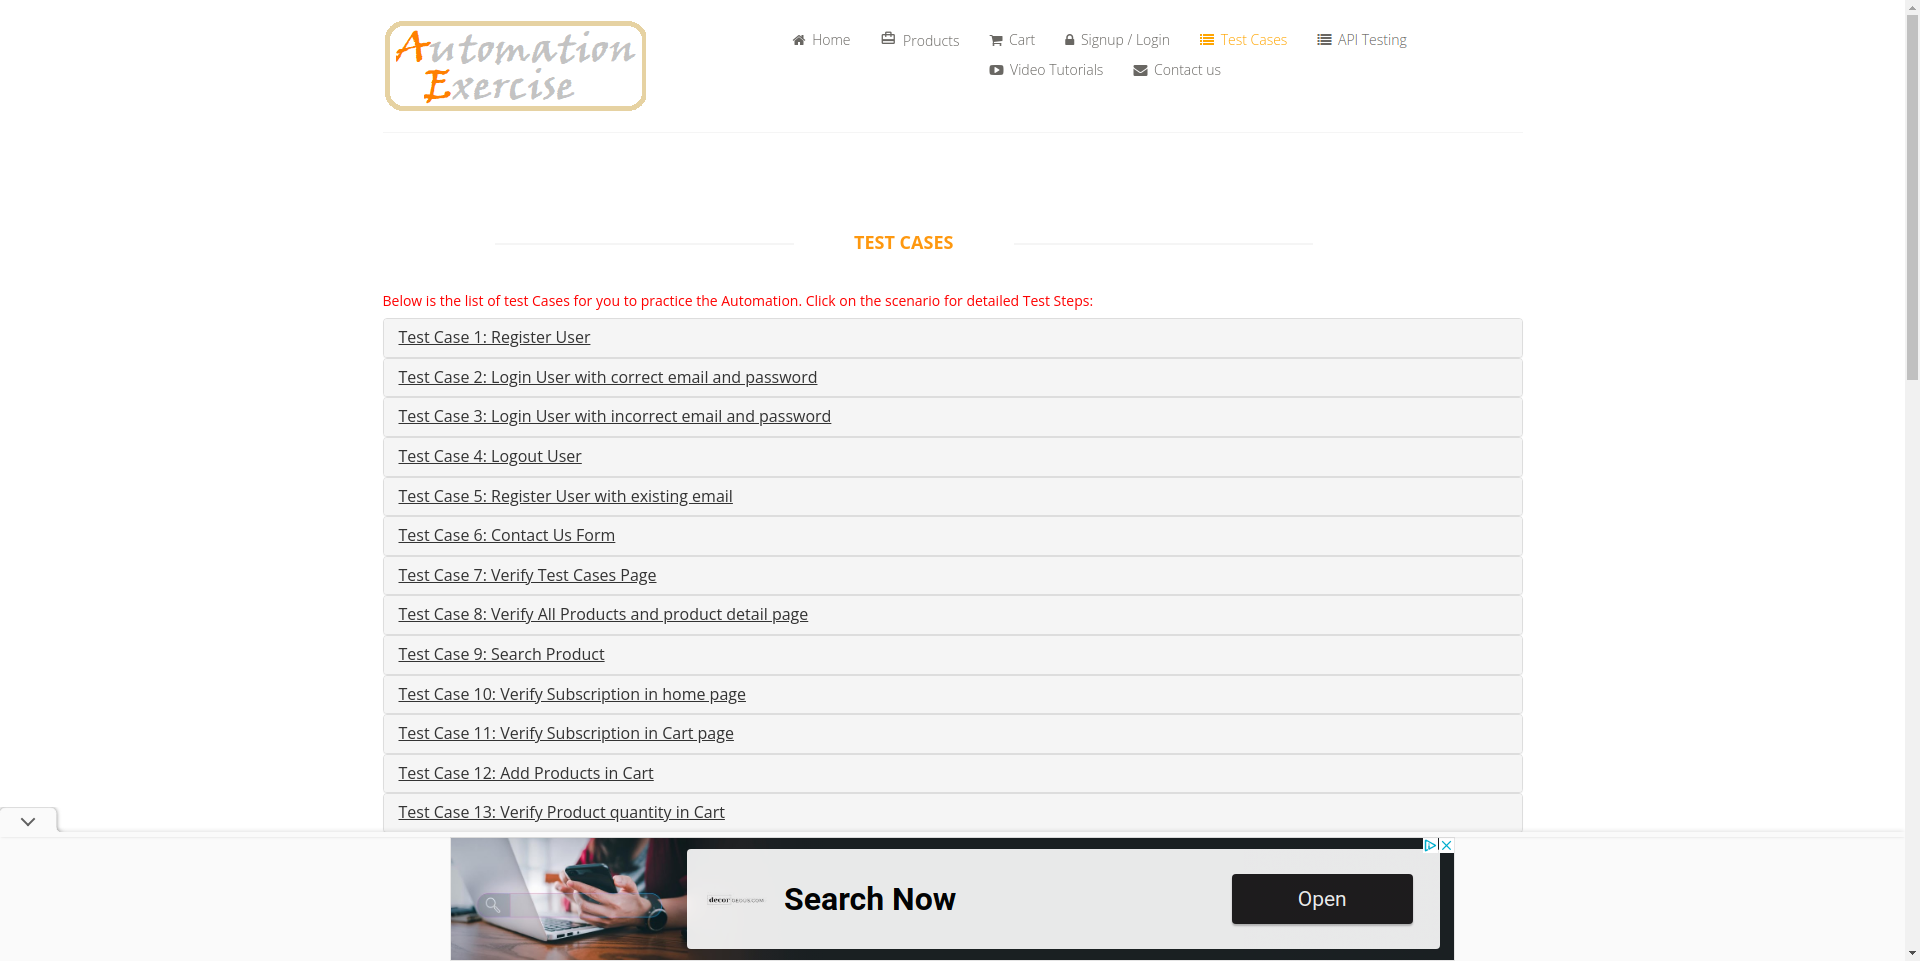 Automation
Exercise
Home
Products
Cart
Signup / Login
Test Cases
API Testing
Video Tutorials
Contact us
TEST CASES
Below is the list of test Cases for you to practice the Automation. Click on the scenario for detailed Test Steps:
Test Case 1: Register User
Test Case 2: Login User with correct email and password
Test Case 3: Login User with incorrect email and password
Test Case 4: Logout User
Test Case 5: Register User with existing email
Test Case 6: Contact Us Form
Test Case 7: Verify Test Cases Page
Test Case 8: Verify All Products and product detail page
Test Case 9: Search Product
Test Case 10: Verify Subscription in home page
Test Case 11: Verify Subscription in Cart page
Test Case 12: Add Products in Cart
Test Case 13: Verify Product quantity in Cart
Search Now
Open